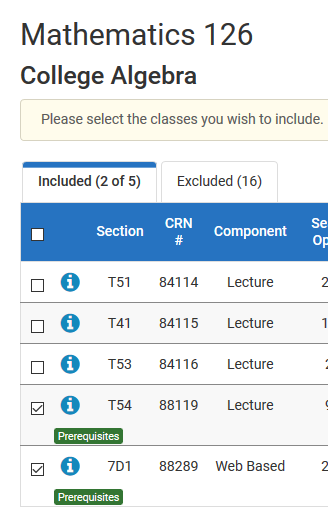 Mathematics 126
College Algebra
Please select the classes you wish to include.
Included (2 of 5) Excluded (16)
Section CRN # Component Se Op
T51 84114 Lecture 2
T41 84115 Lecture 1
T53 84116 Lecture 2
T54 88119 Lecture 9
Prerequisites
7D1 88289 Web Based 2
Prerequisites